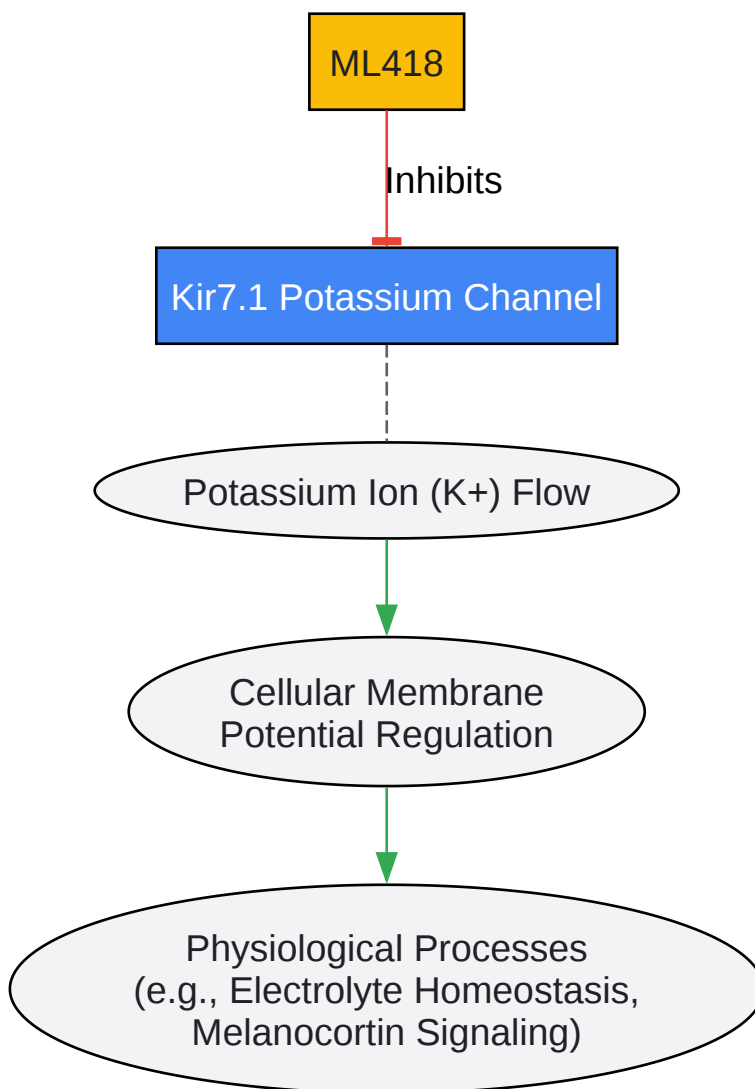 ML418
Inhibits
Kir7.1 Potassium Channel
Potassium Ion (K+) Flow
Cellular Membrane
Potential Regulation
Physiological Processes
(e.g., Electrolyte Homeostasis,
Melanocortin Signaling)